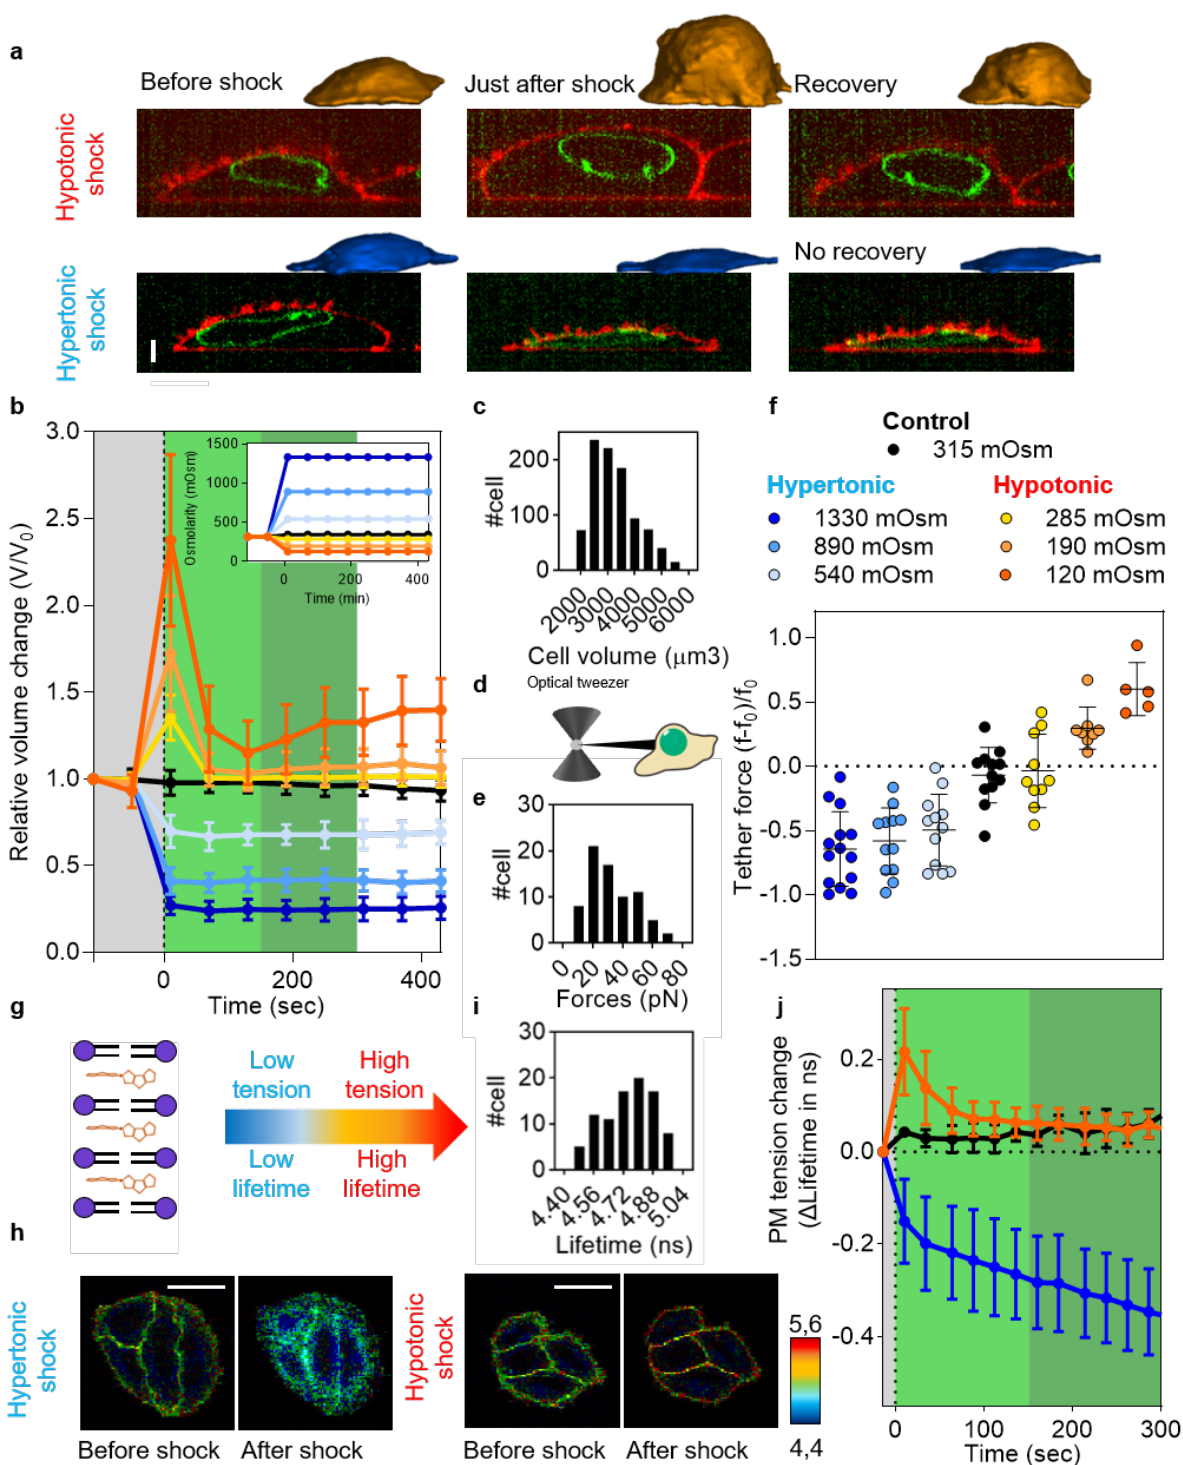 a
Before shock
Just after shock
Recovery
Hypotonic
shock
No recovery
Hypertonic
shock
b
3.0
2.5
2.0
1.5
1.0
0.5
0.0
Relative volume change (V/V0)
0
200
400
Time (sec)
1500
1000
500
0
Osmolarity (mOsm)
0
200
400
Time (min)
c
200
100
0
#cell
2000
3000
4000
5000
6000
Cell volume (μm3)
d
Optical tweezer
e
30
20
10
0
#cell
0
20
40
60
80
Forces (pN)
f
Control
315 mOsm
Hypertonic
Hypotonic
1330 mOsm
285 mOsm
890 mOsm
190 mOsm
540 mOsm
120 mOsm
1.0
0.5
0.0
-0.5
-1.0
-1.5
Tether force (f-f0)/f0
g
Low
tension
High
tension
Low
lifetime
High
lifetime
h
Hypertonic
shock
Before shock
After shock
Hypotonic
shock
Before shock
After shock
5,6
4,4
i
30
20
10
0
#cell
4.40
4.56
4.72
4.88
5.04
Lifetime (ns)
j
0.2
0.0
-0.2
-0.4
PM tension change
(ΔLifetime in ns)
0
100
200
300
Time (sec)